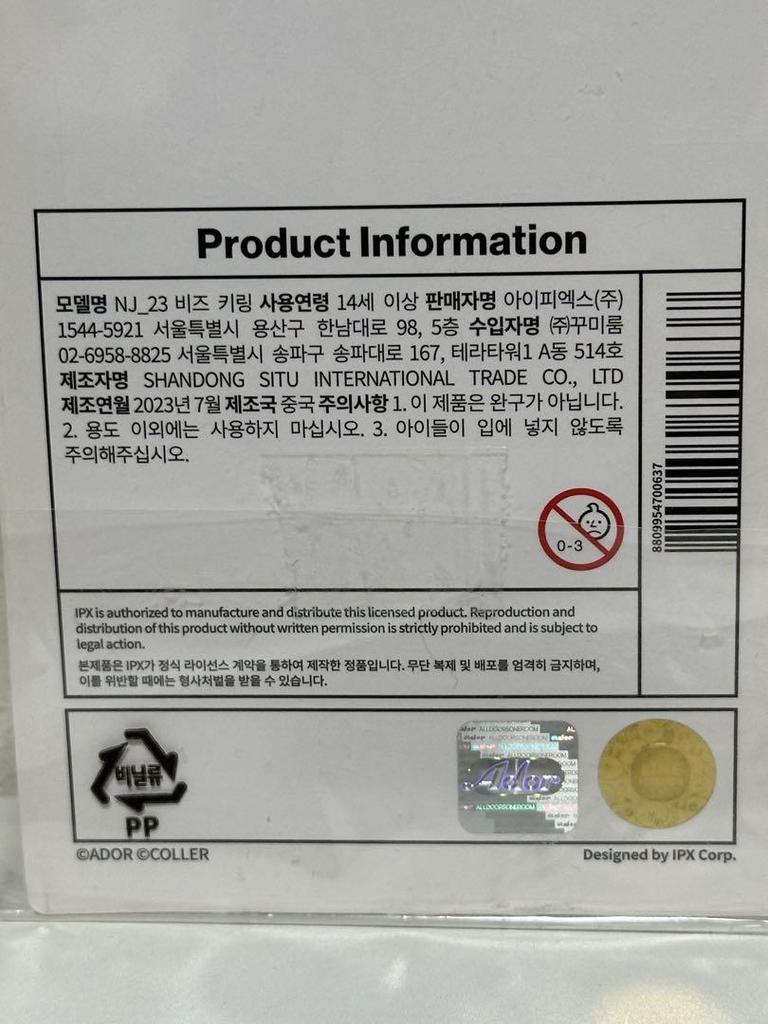 Product Information
모델명 NJ_23 비즈 키링 사용연령 14세 이상 판매자명 아이피엑스(주)
1544-5921 서울특별시 용산구 한남대로 98, 5층 수입자명 ㈜꾸미룸
02-6958-8825 서울특별시 송파구 송파대로 167, 테라타워1 A동 514호
제조자명 SHANDONG SITU INTERNATIONAL TRADE CO., LTD
제조연월 2023년 7월 제조국 중국 주의사항 1. 이 제품은 완구가 아닙니다.
2. 용도 이외에는 사용하지 마십시오. 3. 아이들이 입에 넣지 않도록
주의해주십시오.
0-3
8809954700637
IPX is authorized to manufacture and distribute this licensed product. Reproduction and
distribution of this product without written permission is strictly prohibited and is subject to
legal action.
본제품은 IPX가 정식 라이선스 계약을 통하여 제작한 정품입니다. 무단 복제 및 배포를 엄격히 금지하며,
이를 위반할 때에는 형사처벌을 받을 수 있습니다.
비닐류
PP
ALLDOORSONEROOM
Ador
ALLDOORSONEROOM
©ADOR ©COLLER
Designed by IPX Corp.